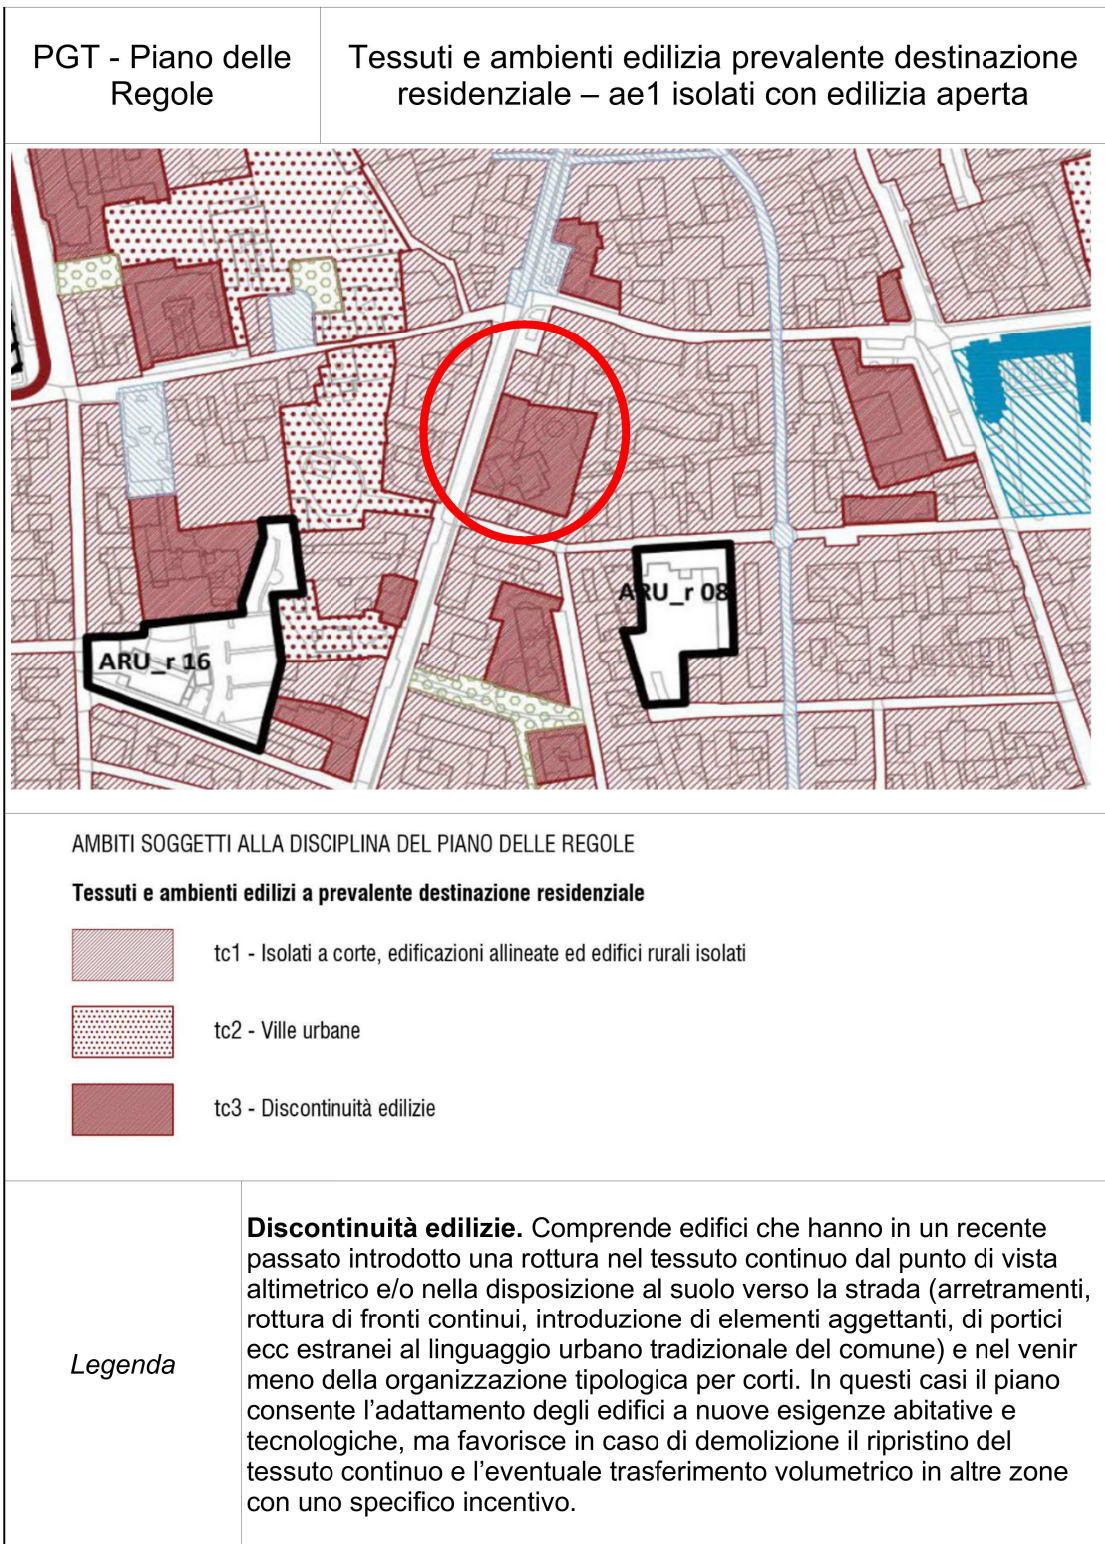 PGT - Piano delle
Regole
Tessuti e ambienti edilizia prevalente destinazione
residenziale – ae1 isolati con edilizia aperta
ARU_r 08
ARU_r 16
AMBITI SOGGETTI ALLA DISCIPLINA DEL PIANO DELLE REGOLE
Tessuti e ambienti edilizi a prevalente destinazione residenziale
tc1 - Isolati a corte, edificazioni allineate ed edifici rurali isolati
tc2 - Ville urbane
tc3 - Discontinuità edilizie
Legenda
Discontinuità edilizie. Comprende edifici che hanno in un recente
passato introdotto una rottura nel tessuto continuo dal punto di vista
altimetrico e/o nella disposizione al suolo verso la strada (arretramenti,
rottura di fronti continui, introduzione di elementi aggettanti, di portici
ecc estranei al linguaggio urbano tradizionale del comune) e nel venir
meno della organizzazione tipologica per corti. In questi casi il piano
consente l’adattamento degli edifici a nuove esigenze abitative e
tecnologiche, ma favorisce in caso di demolizione il ripristino del
tessuto continuo e l’eventuale trasferimento volumetrico in altre zone
con uno specifico incentivo.